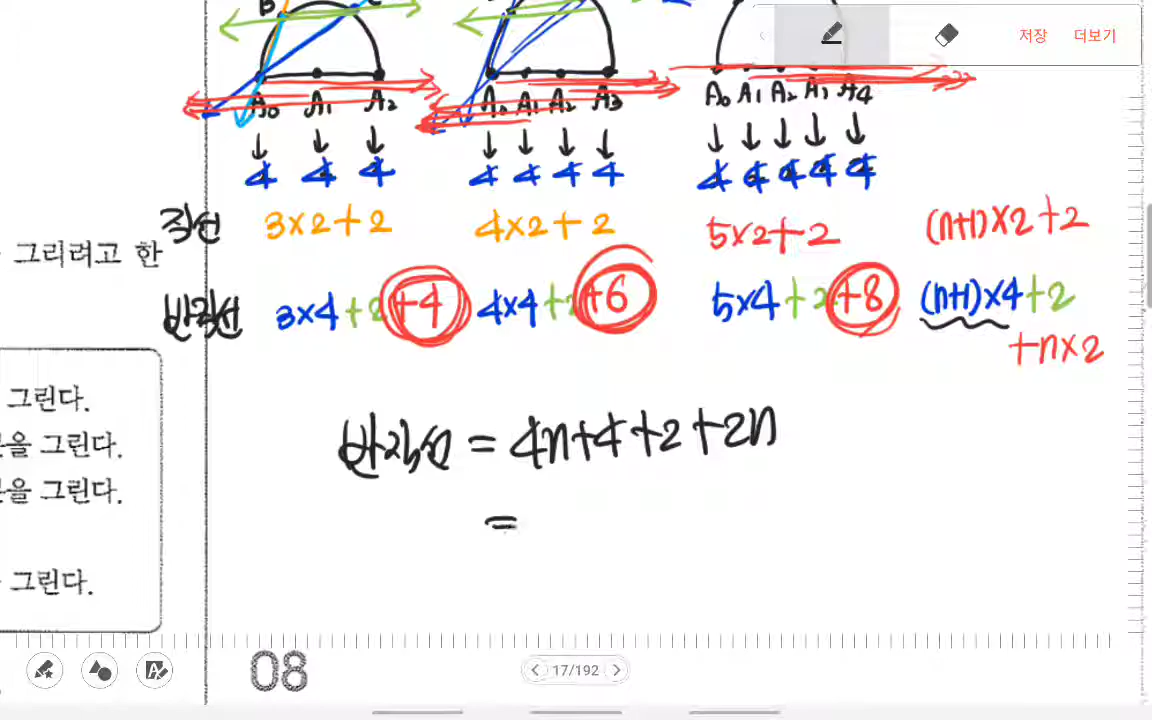 B C
저장 더보기
A₀ A₁ A₂ A₀ A₁ A₂ A₃ A₀ A₁ A₂ A₃ A₄
↓ ↓ ↓ ↓ ↓ ↓ ↓ ↓ ↓ ↓ ↓ ↓
4 4 4 4 4 4 4 4 4 4 4 4
직선 3×2+2 4×2+2 5×2+2 (n+1)×2+2
반직선 3×4+2+4 4×4+2+6 5×4+2+8 (n+1)×4+2
+n×2
그리려고 한
그린다.
을 그린다.
을 그린다.
그린다.
반직선 = 4n+4+2+2n
=
08
17/192